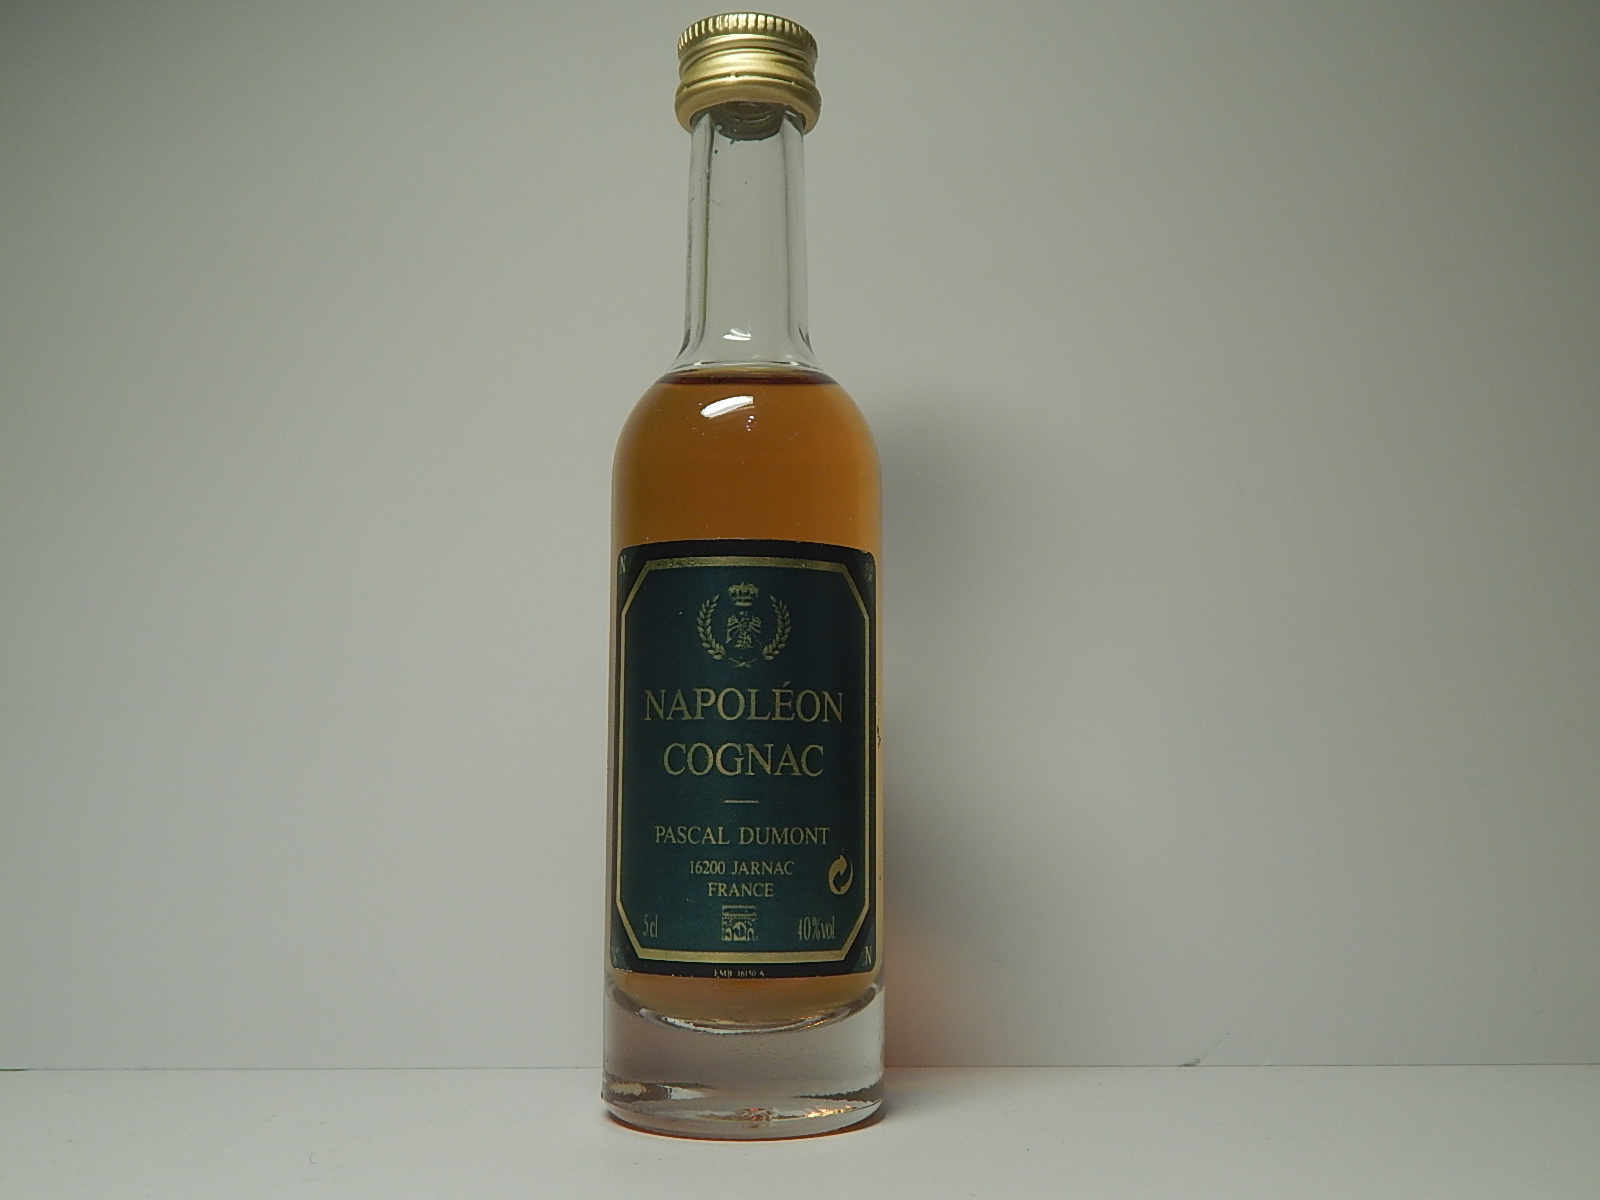 N
NAPOLÉON
COGNAC
PASCAL DUMONT
16200 JARNAC
FRANCE
5cl 40%vol.
N